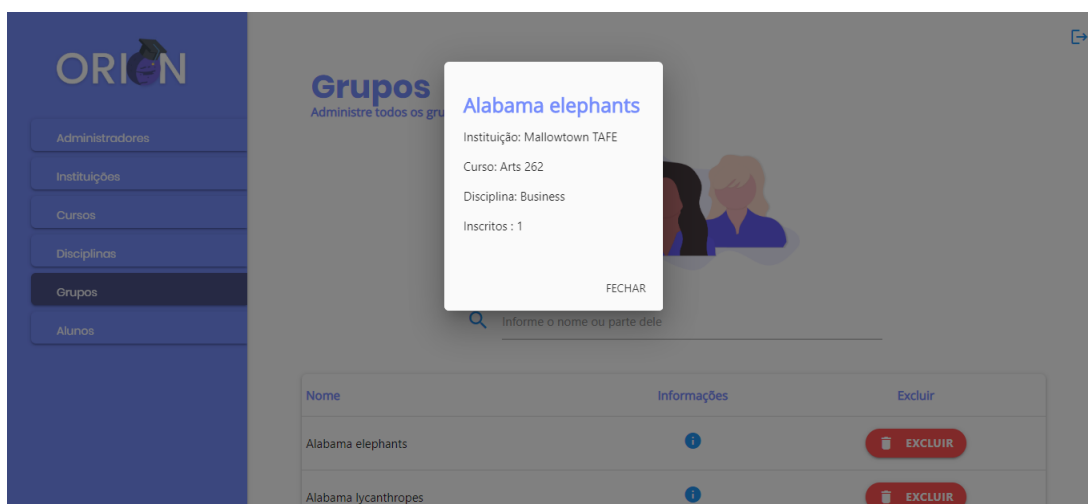 ORION
Administradores
Instituições
Cursos
Disciplinas
Grupos
Alunos
Grupos
Administre todos os gru
Alabama elephants
Instituição: Mallowtown TAFE
Curso: Arts 262
Disciplina: Business
Inscritos : 1
FECHAR
Informe o nome ou parte dele
Nome Informações Excluir
Alabama elephants EXCLUIR
Alabama lycanthropes EXCLUIR